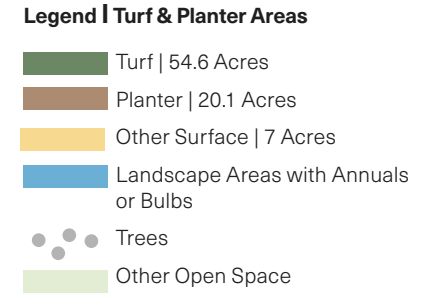 Legend | Turf & Planter Areas
Turf | 54.6 Acres
Planter | 20.1 Acres
Other Surface | 7 Acres
Landscape Areas with Annuals
or Bulbs
Trees
Other Open Space